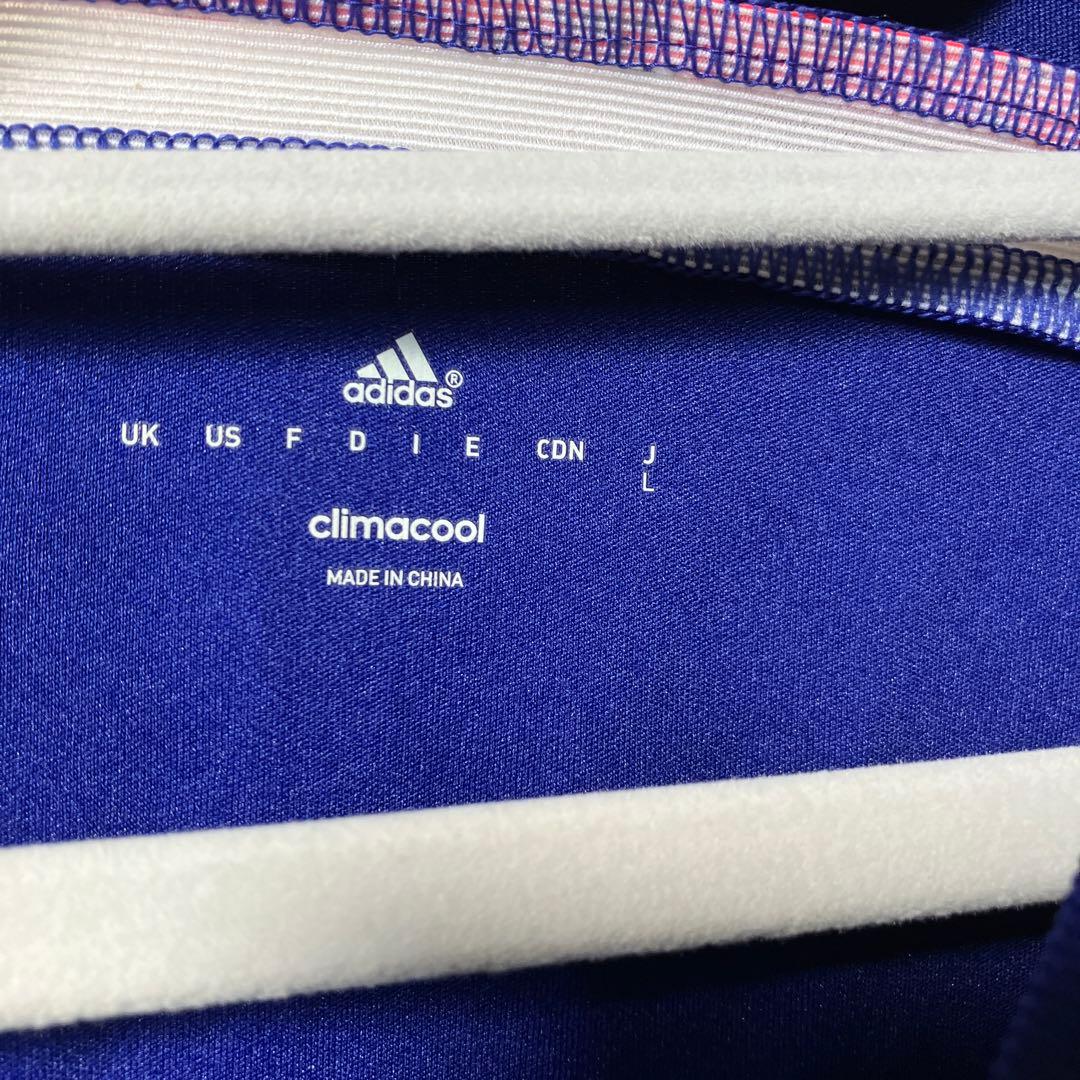 adidas®
UK US F D I E CDN J
L
climacool
MADE IN CHINA